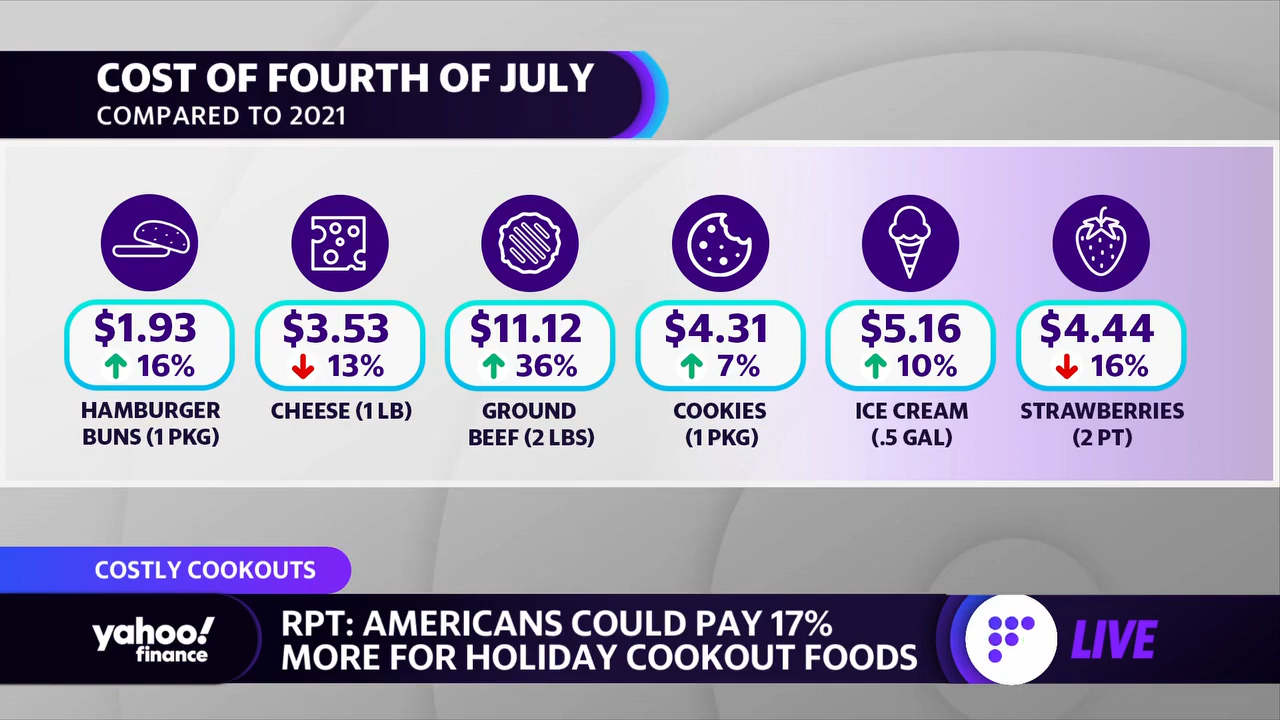 COST OF FOURTH OF JULY
COMPARED TO 2021
$1.93
16%
HAMBURGER
BUNS (1 PKG)
$3.53
13%
CHEESE (1 LB)
$11.12
36%
GROUND
BEEF (2 LBS)
$4.31
7%
COOKIES
(1 PKG)
$5.16
10%
ICE CREAM
(.5 GAL)
$4.44
16%
STRAWBERRIES
(2 PT)
COSTLY COOKOUTS
yahoo!
finance
RPT: AMERICANS COULD PAY 17%
MORE FOR HOLIDAY COOKOUT FOODS
LIVE